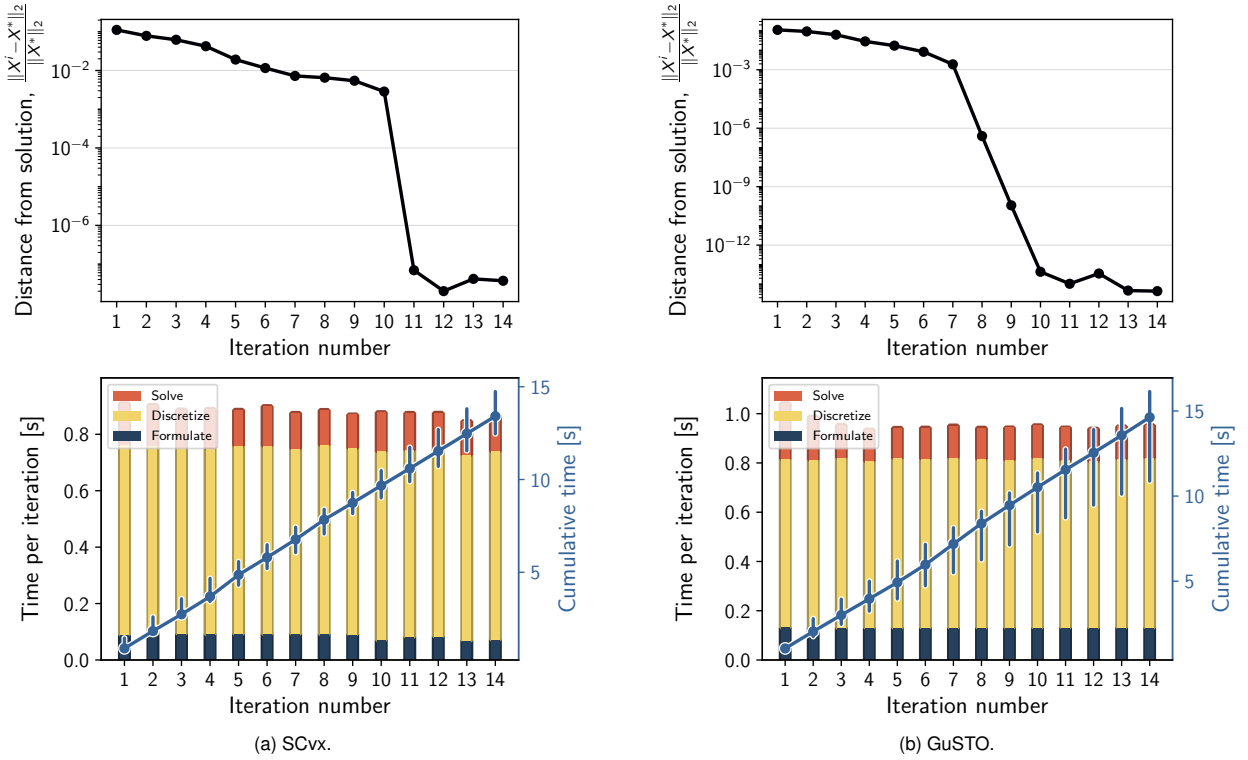 Distance from solution, ||X^i − X^*||_2 / ||X^*||_2
10^−2
10^−4
10^−6
1 2 3 4 5 6 7 8 9 10 11 12 13 14
Iteration number
Distance from solution, ||X^i − X^*||_2 / ||X^*||_2
10^−3
10^−6
10^−9
10^−12
1 2 3 4 5 6 7 8 9 10 11 12 13 14
Iteration number
Time per iteration [s]
0.8
0.6
0.4
0.2
0.0
Solve
Discretize
Formulate
15
10
5
Cumulative time [s]
1 2 3 4 5 6 7 8 9 10 11 12 13 14
Iteration number
(a) SCvx.
Time per iteration [s]
1.0
0.8
0.6
0.4
0.2
0.0
Solve
Discretize
Formulate
15
10
5
Cumulative time [s]
1 2 3 4 5 6 7 8 9 10 11 12 13 14
Iteration number
(b) GuSTO.